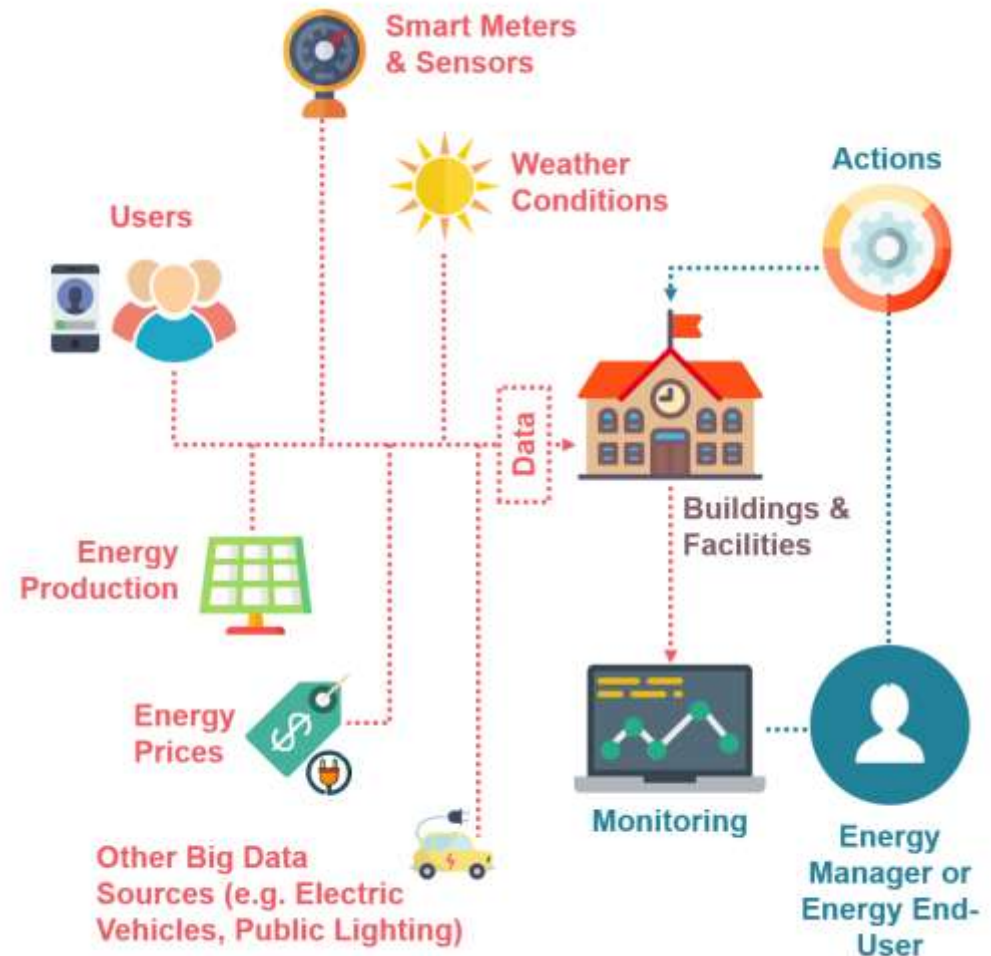 Smart Meters
& Sensors
Weather
Conditions
Actions
Users
Data
Buildings &
Facilities
Energy
Production
Energy
Prices
$
Monitoring
Energy
Manager or
Energy End-
User
Other Big Data
Sources (e.g. Electric
Vehicles, Public Lighting)